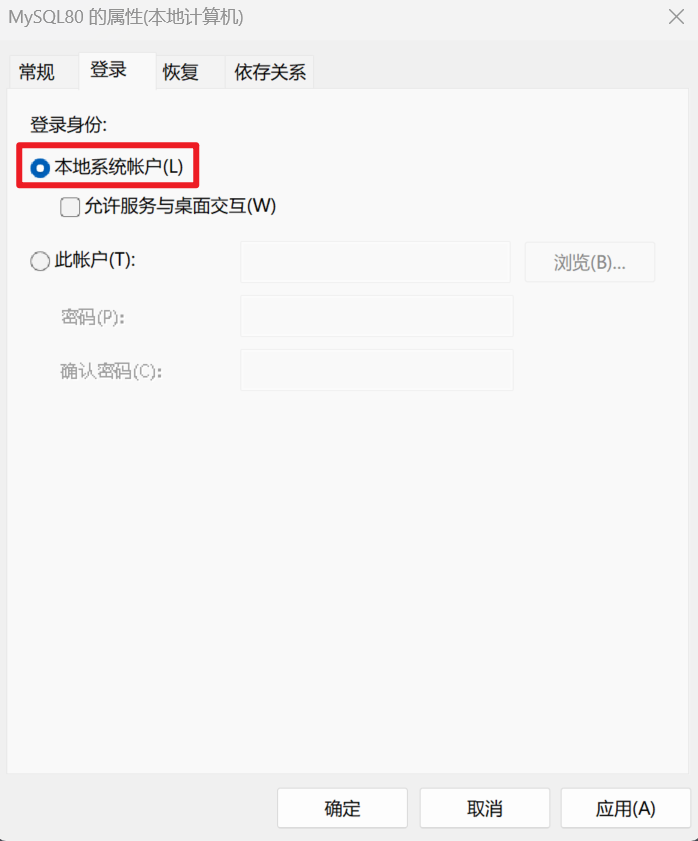 MySQL80 的属性(本地计算机)
常规 登录 恢复 依存关系
登录身份:
本地系统帐户(L)
允许服务与桌面交互(W)
此帐户(T):
浏览(B)...
密码(P):
确认密码(C):
确定 取消 应用(A)